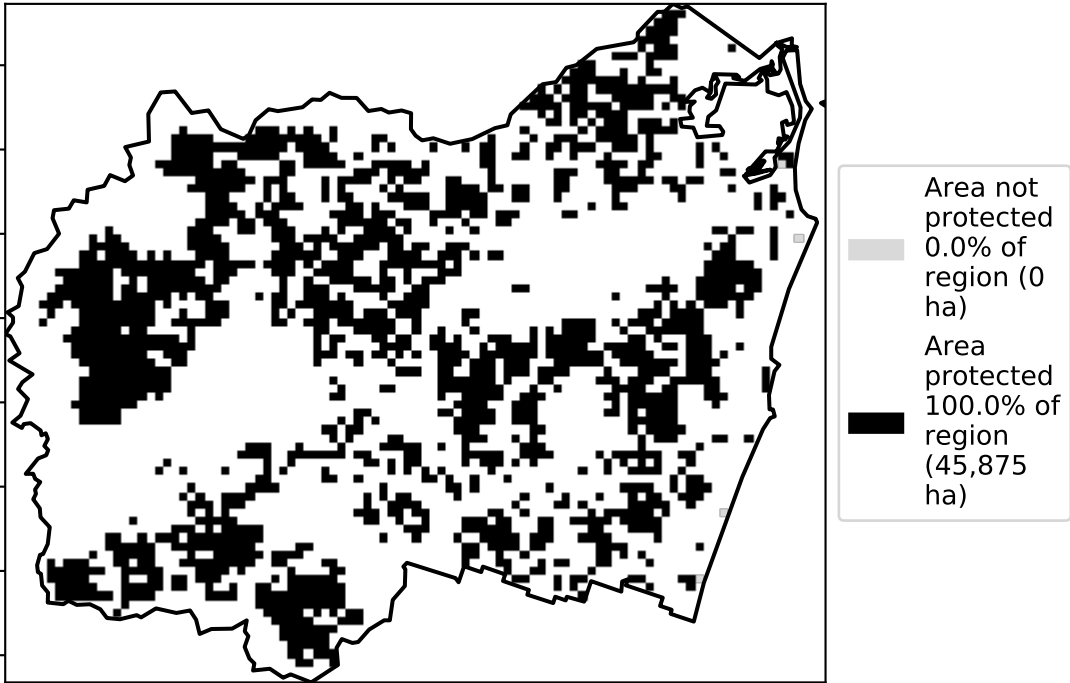 Area not
protected
0.0% of
region (0
ha)
Area
protected
100.0% of
region
(45,875
ha)